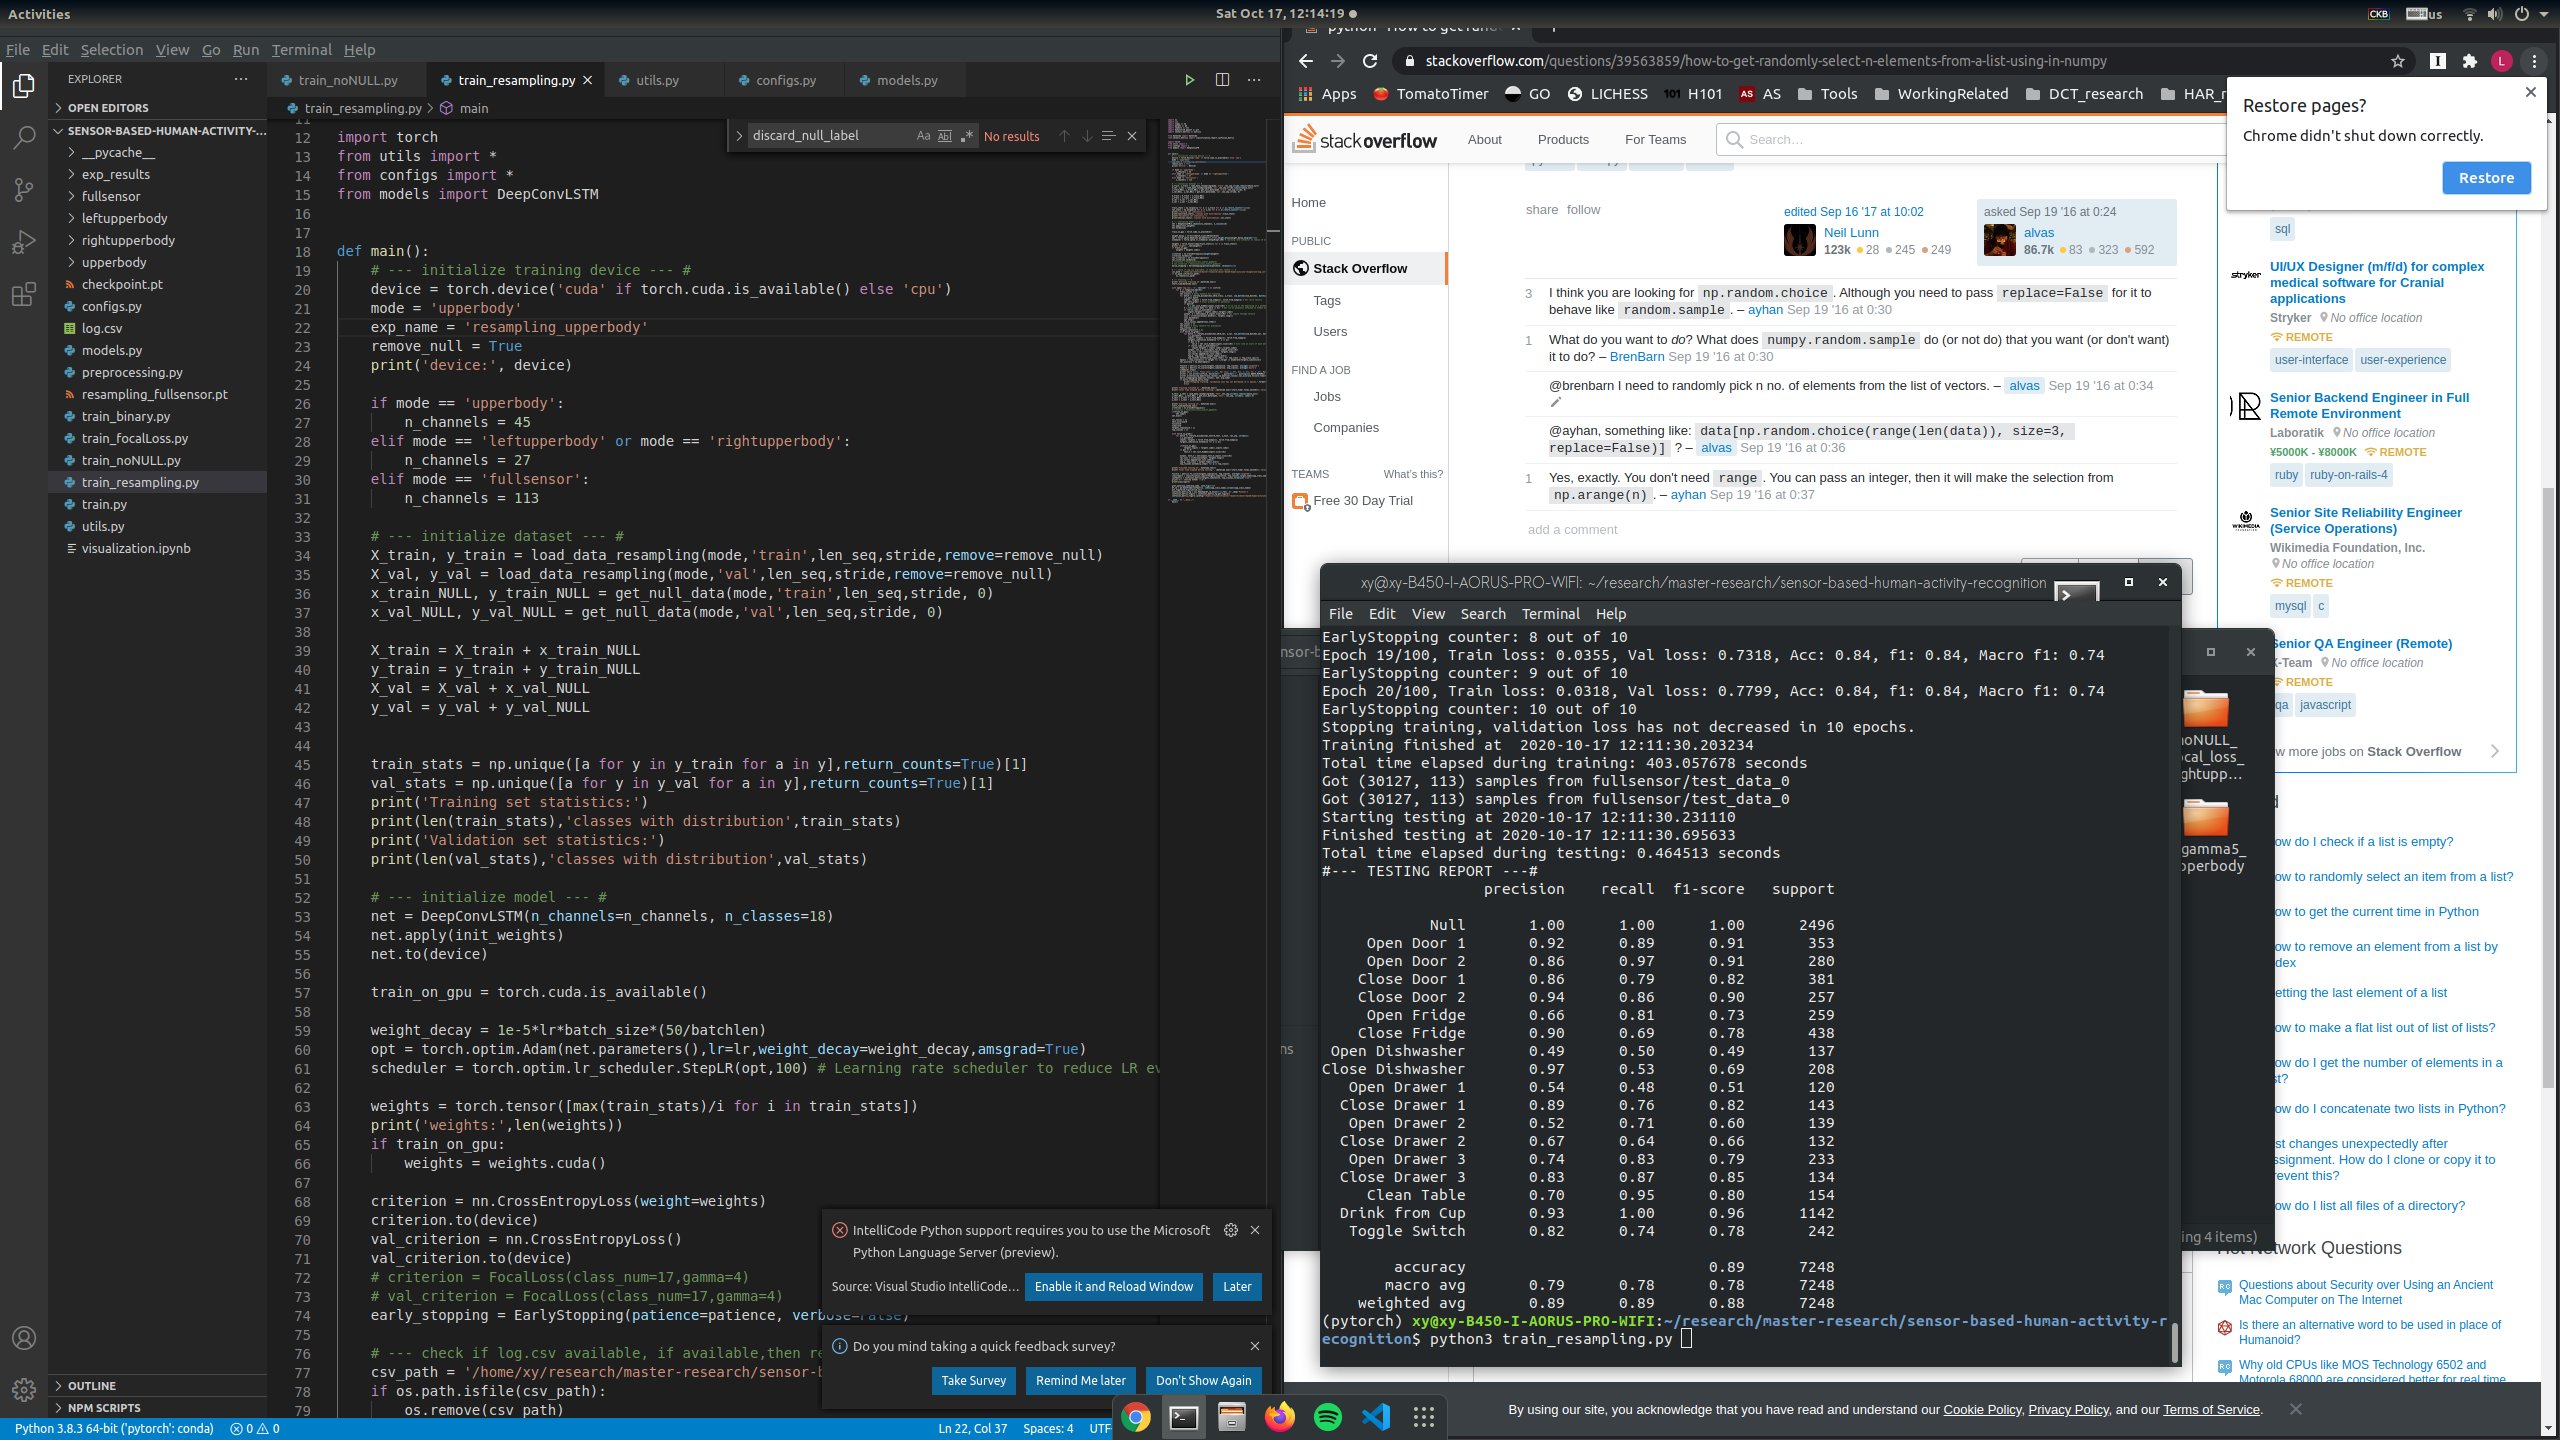 Activities
Sat Oct 17, 12:14:19
CKB
us
File Edit Selection View Go Run Terminal Help
EXPLORER
OPEN EDITORS
SENSOR-BASED-HUMAN-ACTIVITY-...
__pycache__
exp_results
fullsensor
leftupperbody
rightupperbody
upperbody
checkpoint.pt
configs.py
log.csv
models.py
preprocessing.py
resampling_fullsensor.pt
train_binary.py
train_focalLoss.py
train_noNULL.py
train_resampling.py
train.py
utils.py
visualization.ipynb
OUTLINE
NPM SCRIPTS
train_noNULL.py
train_resampling.py
utils.py
configs.py
models.py
train_resampling.py > main
discard_null_label
Aa
No results
11
12 import torch
13 from utils import *
14 from configs import *
15 from models import DeepConvLSTM
16
17
18 def main():
19 # --- initialize training device --- #
20 device = torch.device('cuda' if torch.cuda.is_available() else 'cpu')
21 mode = 'upperbody'
22 exp_name = 'resampling_upperbody'
23 remove_null = True
24 print('device:', device)
25
26 if mode == 'upperbody':
27 n_channels = 45
28 elif mode == 'leftupperbody' or mode == 'rightupperbody':
29 n_channels = 27
30 elif mode == 'fullsensor':
31 n_channels = 113
32
33 # --- initialize dataset --- #
34 X_train, y_train = load_data_resampling(mode,'train',len_seq,stride,remove=remove_null)
35 X_val, y_val = load_data_resampling(mode,'val',len_seq,stride,remove=remove_null)
36 x_train_NULL, y_train_NULL = get_null_data(mode,'train',len_seq,stride, 0)
37 x_val_NULL, y_val_NULL = get_null_data(mode,'val',len_seq,stride, 0)
38
39 X_train = X_train + x_train_NULL
40 y_train = y_train + y_train_NULL
41 X_val = X_val + x_val_NULL
42 y_val = y_val + y_val_NULL
43
44
45 train_stats = np.unique([a for y in y_train for a in y],return_counts=True)[1]
46 val_stats = np.unique([a for y in y_val for a in y],return_counts=True)[1]
47 print('Training set statistics:')
48 print(len(train_stats),'classes with distribution',train_stats)
49 print('Validation set statistics:')
50 print(len(val_stats),'classes with distribution',val_stats)
51
52 # --- initialize model --- #
53 net = DeepConvLSTM(n_channels=n_channels, n_classes=18)
54 net.apply(init_weights)
55 net.to(device)
56
57 train_on_gpu = torch.cuda.is_available()
58
59 weight_decay = 1e-5*lr*batch_size*(50/batchlen)
60 opt = torch.optim.Adam(net.parameters(),lr=lr,weight_decay=weight_decay,amsgrad=True)
61 scheduler = torch.optim.lr_scheduler.StepLR(opt,100) # Learning rate scheduler to reduce LR ev
62
63 weights = torch.tensor([max(train_stats)/i for i in train_stats])
64 print('weights:',len(weights))
65 if train_on_gpu:
66 weights = weights.cuda()
67
68 criterion = nn.CrossEntropyLoss(weight=weights)
69 criterion.to(device)
70 val_criterion = nn.CrossEntropyLoss()
71 val_criterion.to(device)
72 # criterion = FocalLoss(class_num=17,gamma=4)
73 # val_criterion = FocalLoss(class_num=17,gamma=4)
74 early_stopping = EarlyStopping(patience=patience, verbose=False)
75
76 # --- check if log.csv available, if available,then re
77 csv_path = '/home/xy/research/master-research/sensor-b
78 if os.path.isfile(csv_path):
79 os.remove(csv_path)
IntelliCode Python support requires you to use the Microsoft
Python Language Server (preview).
Source: Visual Studio IntelliCode...
Enable it and Reload Window
Later
Do you mind taking a quick feedback survey?
Take Survey
Remind Me later
Don't Show Again
Python 3.8.3 64-bit ('pytorch': conda)
0 0
Ln 22, Col 37
Spaces: 4
UTF
stackoverflow.com/questions/39563859/how-to-get-randomly-select-n-elements-from-a-list-using-in-numpy
L
Apps TomatoTimer GO LICHESS H101 AS Tools WorkingRelated DCT_research
Restore pages?
Chrome didn't shut down correctly.
Restore
stackoverflow
About Products For Teams
Search...
Home
PUBLIC
Stack Overflow
Tags
Users
FIND A JOB
Jobs
Companies
TEAMS What's this?
Free 30 Day Trial
share follow
edited Sep 16 '17 at 10:02
Neil Lunn
123k 28 245 249
asked Sep 19 '16 at 0:24
alvas
86.7k 83 323 592
3 I think you are looking for np.random.choice. Although you need to pass replace=False for it to
behave like random.sample. – ayhan Sep 19 '16 at 0:30
1 What do you want to do? What does numpy.random.sample do (or not do) that you want (or don't want)
it to do? – BrenBarn Sep 19 '16 at 0:30
@brenbarn I need to randomly pick n no. of elements from the list of vectors. – alvas Sep 19 '16 at 0:34
@ayhan, something like: data[np.random.choice(range(len(data)), size=3,
replace=False)] ? – alvas Sep 19 '16 at 0:36
1 Yes, exactly. You don't need range. You can pass an integer, then it will make the selection from
np.arange(n). – ayhan Sep 19 '16 at 0:37
add a comment
sql
stryker
UI/UX Designer (m/f/d) for complex
medical software for Cranial
applications
Stryker No office location
REMOTE
user-interface user-experience
Senior Backend Engineer in Full
Remote Environment
Laboratik No office location
¥5000K - ¥8000K REMOTE
ruby ruby-on-rails-4
Senior Site Reliability Engineer
(Service Operations)
Wikimedia Foundation, Inc.
No office location
REMOTE
mysql c
Senior QA Engineer (Remote)
X-Team No office location
REMOTE
qa javascript
more jobs on Stack Overflow
xy@xy-B450-I-AORUS-PRO-WIFI: ~/research/master-research/sensor-based-human-activity-recognition
File Edit View Search Terminal Help
EarlyStopping counter: 8 out of 10
Epoch 19/100, Train loss: 0.0355, Val loss: 0.7318, Acc: 0.84, f1: 0.84, Macro f1: 0.74
EarlyStopping counter: 9 out of 10
Epoch 20/100, Train loss: 0.0318, Val loss: 0.7799, Acc: 0.84, f1: 0.84, Macro f1: 0.74
EarlyStopping counter: 10 out of 10
Stopping training, validation loss has not decreased in 10 epochs.
Training finished at 2020-10-17 12:11:30.203234
Total time elapsed during training: 403.057678 seconds
Got (30127, 113) samples from fullsensor/test_data_0
Got (30127, 113) samples from fullsensor/test_data_0
Starting testing at 2020-10-17 12:11:30.231110
Finished testing at 2020-10-17 12:11:30.695633
Total time elapsed during testing: 0.464513 seconds
#--- TESTING REPORT ---#
precision recall f1-score support
Null 1.00 1.00 1.00 2496
Open Door 1 0.92 0.89 0.91 353
Open Door 2 0.86 0.97 0.91 280
Close Door 1 0.86 0.79 0.82 381
Close Door 2 0.94 0.86 0.90 257
Open Fridge 0.66 0.81 0.73 259
Close Fridge 0.90 0.69 0.78 438
Open Dishwasher 0.49 0.50 0.49 137
Close Dishwasher 0.97 0.53 0.69 208
Open Drawer 1 0.54 0.48 0.51 120
Close Drawer 1 0.89 0.76 0.82 143
Open Drawer 2 0.52 0.71 0.60 139
Close Drawer 2 0.67 0.64 0.66 132
Open Drawer 3 0.74 0.83 0.79 233
Close Drawer 3 0.83 0.87 0.85 134
Clean Table 0.70 0.95 0.80 154
Drink from Cup 0.93 1.00 0.96 1142
Toggle Switch 0.82 0.74 0.78 242
accuracy 0.89 7248
macro avg 0.79 0.78 0.78 7248
weighted avg 0.89 0.89 0.88 7248
(pytorch) xy@xy-B450-I-AORUS-PRO-WIFI:~/research/master-research/sensor-based-human-activity-r
ecognition$ python3 train_resampling.py
noNULL_
ocal_loss_
ghtupp...
gamma5_
pperbody
ing 4 items)
ow do I check if a list is empty?
ow to randomly select an item from a list?
ow to get the current time in Python
ow to remove an element from a list by
dex
etting the last element of a list
ow to make a flat list out of list of lists?
ow do I get the number of elements in a
st?
ow do I concatenate two lists in Python?
st changes unexpectedly after
ssignment. How do I clone or copy it to
revent this?
ow do I list all files of a directory?
Hot Network Questions
Questions about Security over Using an Ancient
Mac Computer on The Internet
Is there an alternative word to be used in place of
Humanoid?
Why old CPUs like MOS Technology 6502 and
Motorola 68000 are considered better for real time
By using our site, you acknowledge that you have read and understand our Cookie Policy, Privacy Policy, and our Terms of Service.